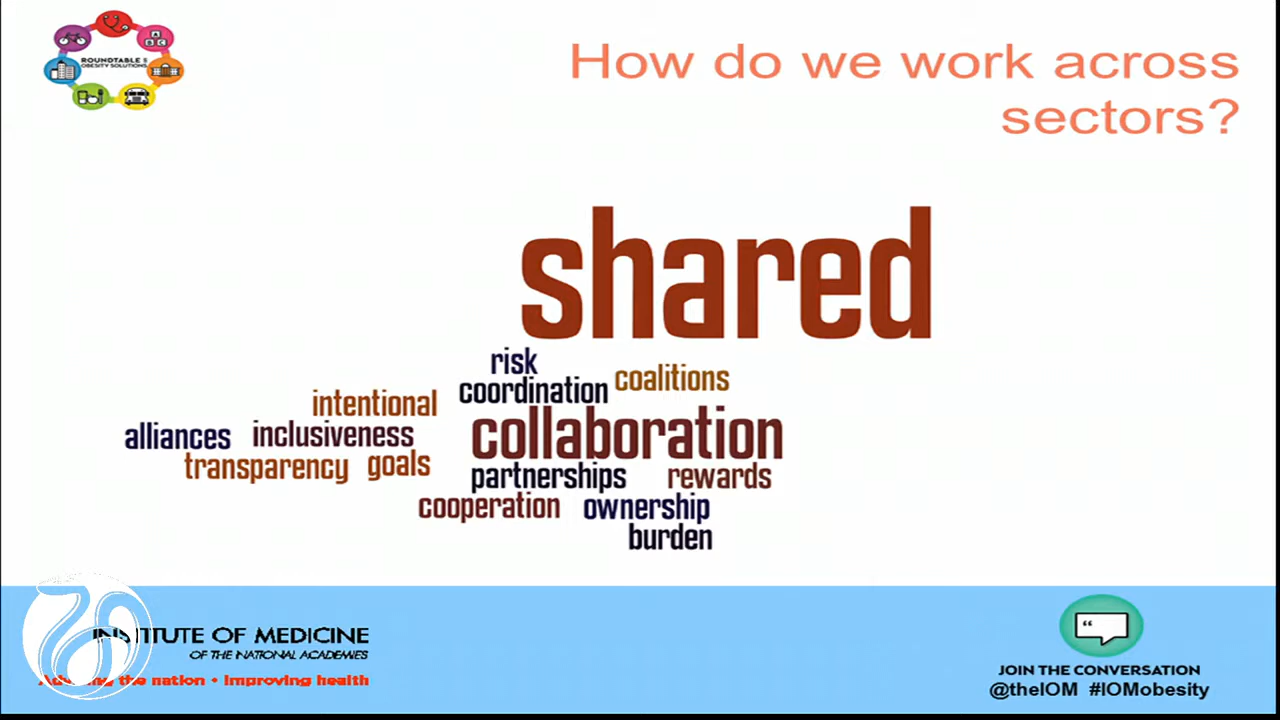 ROUNDTABLE
OBESITY SOLUTIONS
A
B C
How do we work across
sectors?
shared
risk
coordination
coalitions
intentional
alliances
inclusiveness
collaboration
transparency
goals
partnerships
rewards
cooperation
ownership
burden
INSTITUTE OF MEDICINE
OF THE NATIONAL ACADEMIES
the nation • Improving health
JOIN THE CONVERSATION
@theIOM #IOMobesity